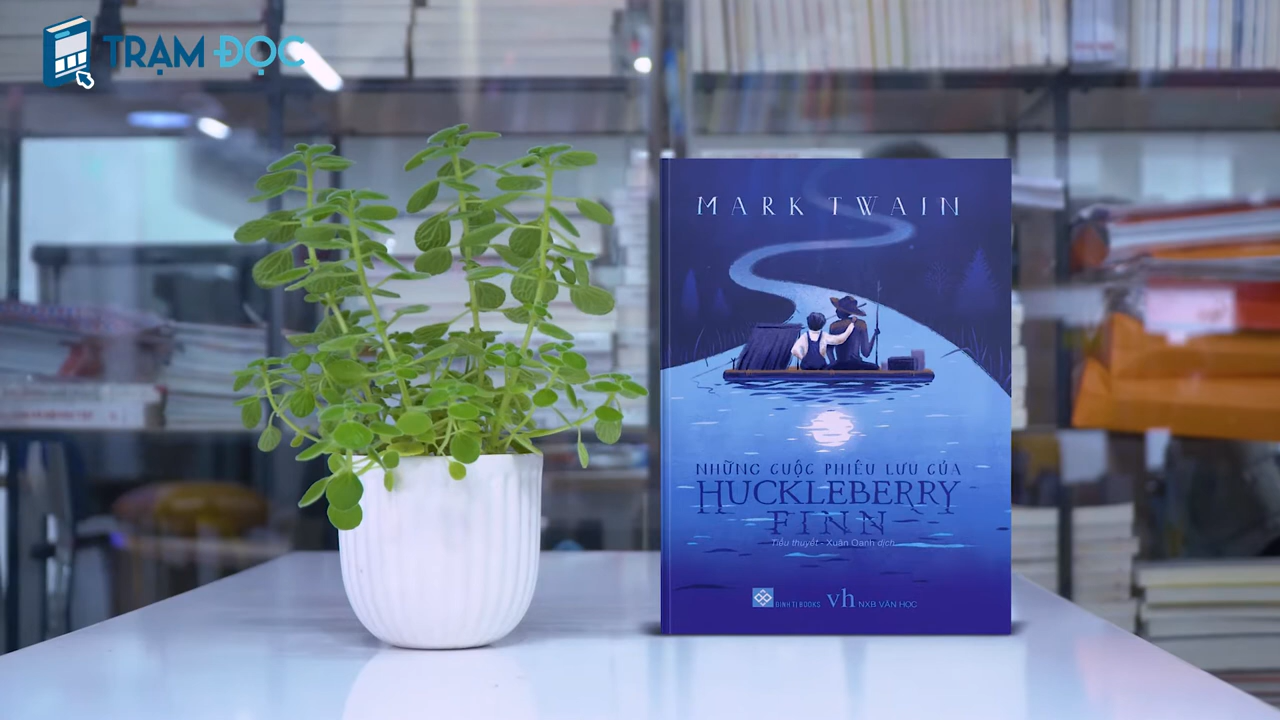 TRẠM ĐỌC
MARK TWAIN
NHỮNG CUỘC PHIÊU LƯU CỦA
HUCKLEBERRY
FINN
Tiểu thuyết - Xuân Oanh dịch
ĐINH TỊ BOOKS
vh NXB VĂN HỌC